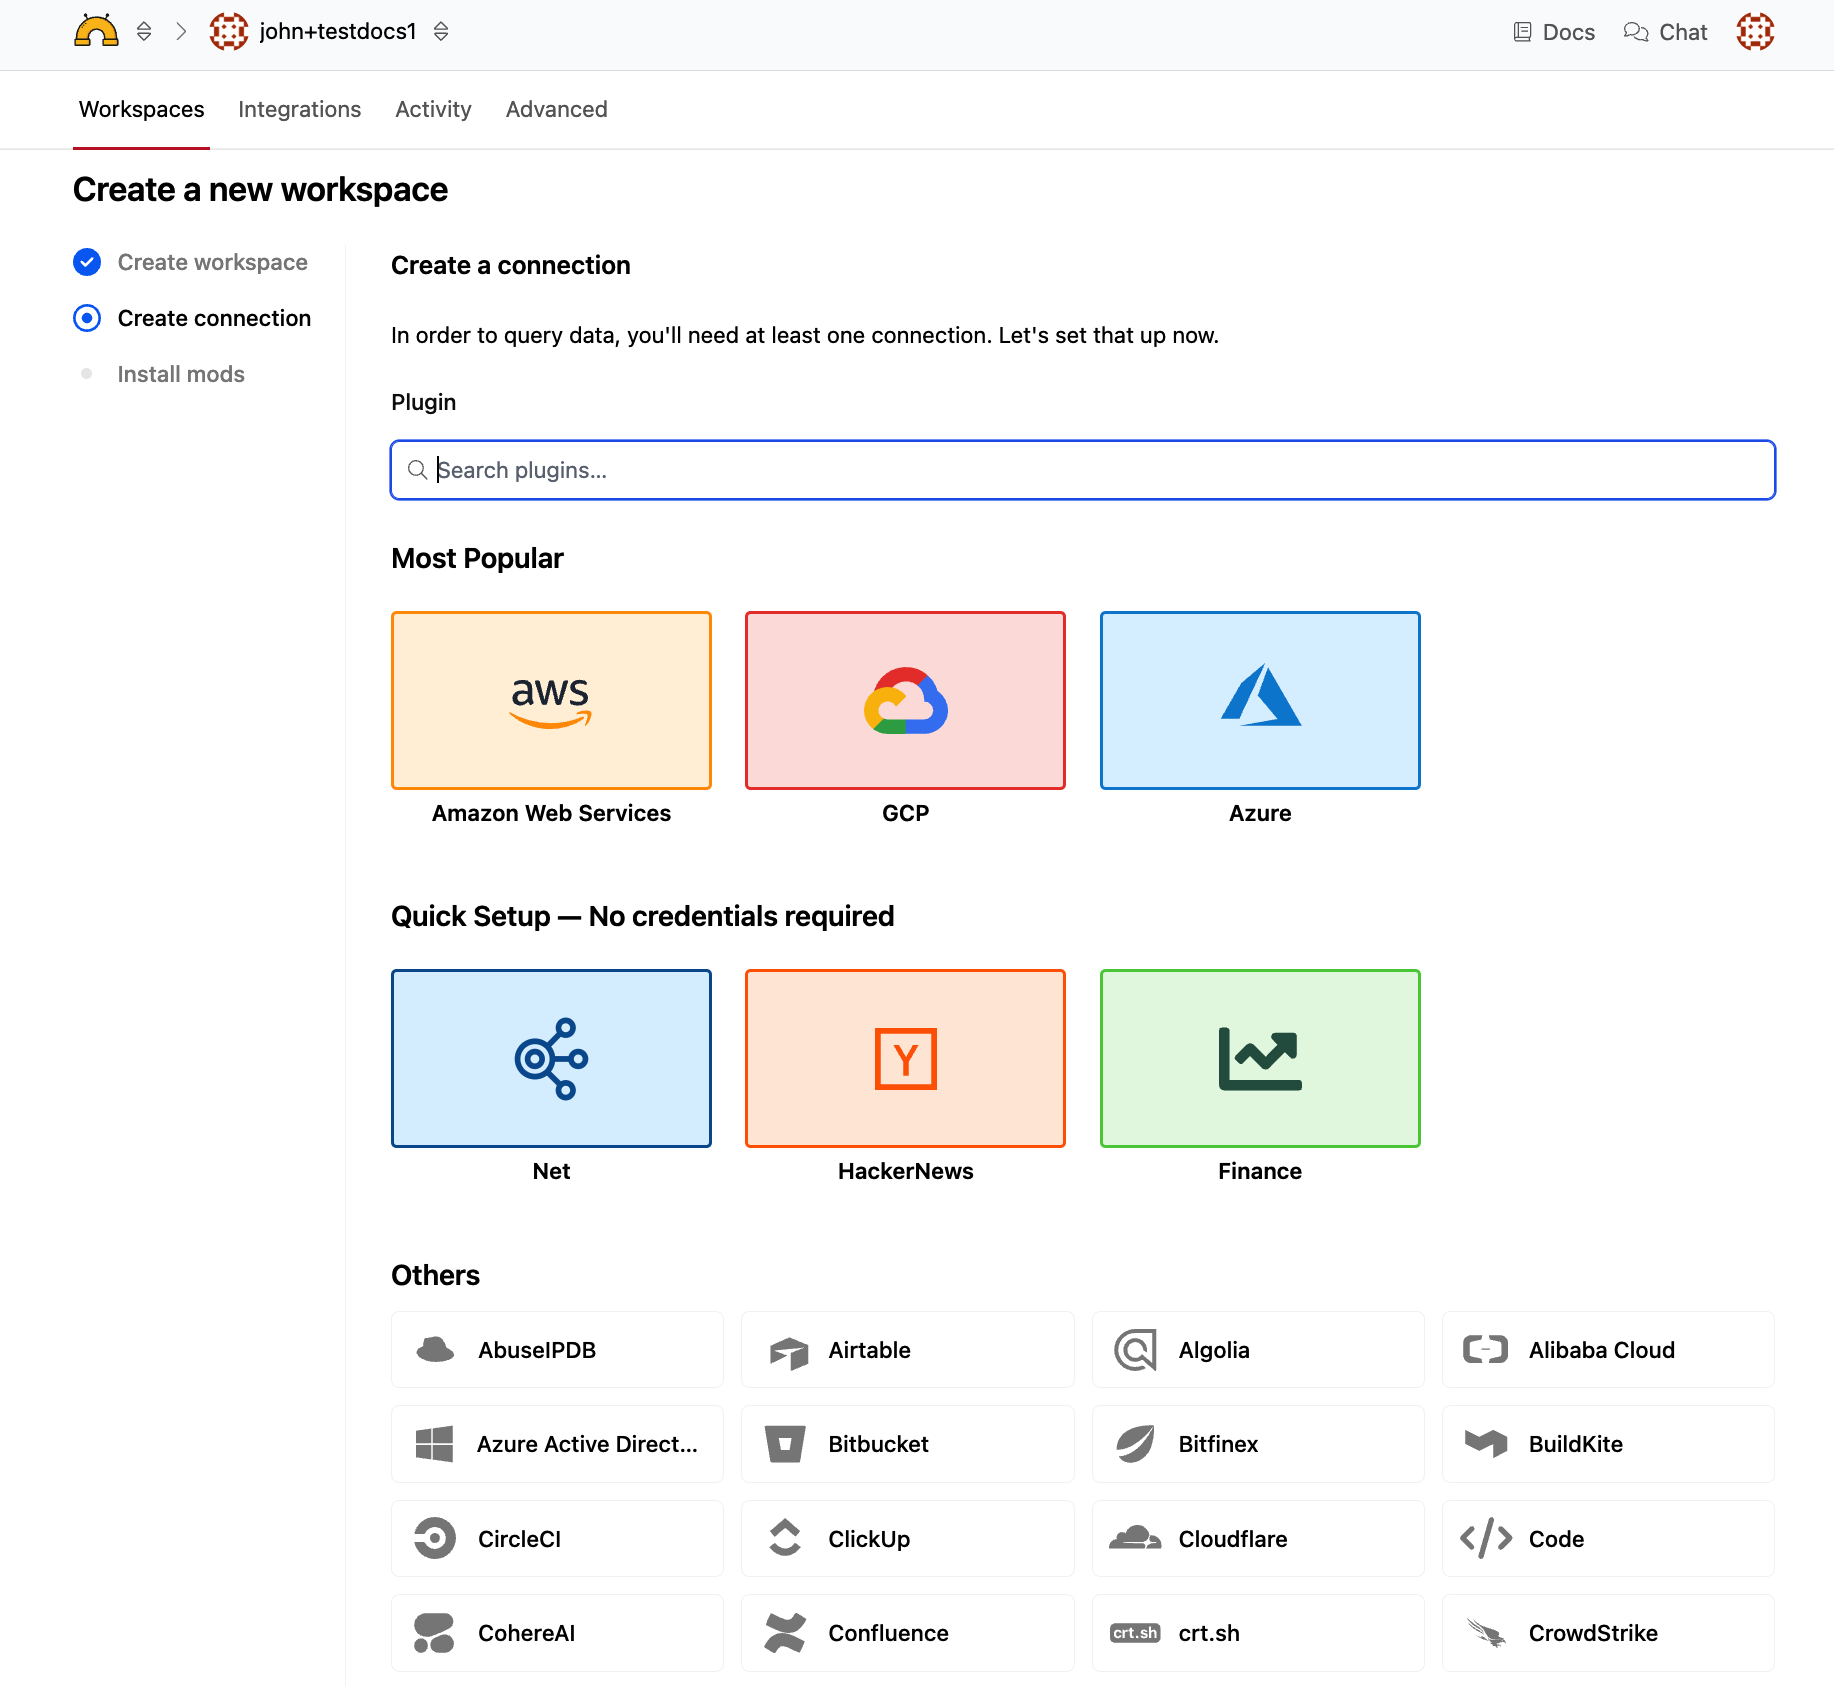 john+testdocs1
Docs
Chat
Workspaces
Integrations
Activity
Advanced
Create a new workspace
Create workspace
Create connection
Install mods
Create a connection
In order to query data, you'll need at least one connection. Let's set that up now.
Plugin
Search plugins...
Most Popular
aws
Amazon Web Services
GCP
Azure
Quick Setup — No credentials required
Net
Y
HackerNews
Finance
Others
AbuseIPDB
Airtable
Algolia
Alibaba Cloud
Azure Active Direct...
Bitbucket
Bitfinex
BuildKite
CircleCI
ClickUp
Cloudflare
Code
CohereAI
Confluence
crt.sh
crt.sh
CrowdStrike